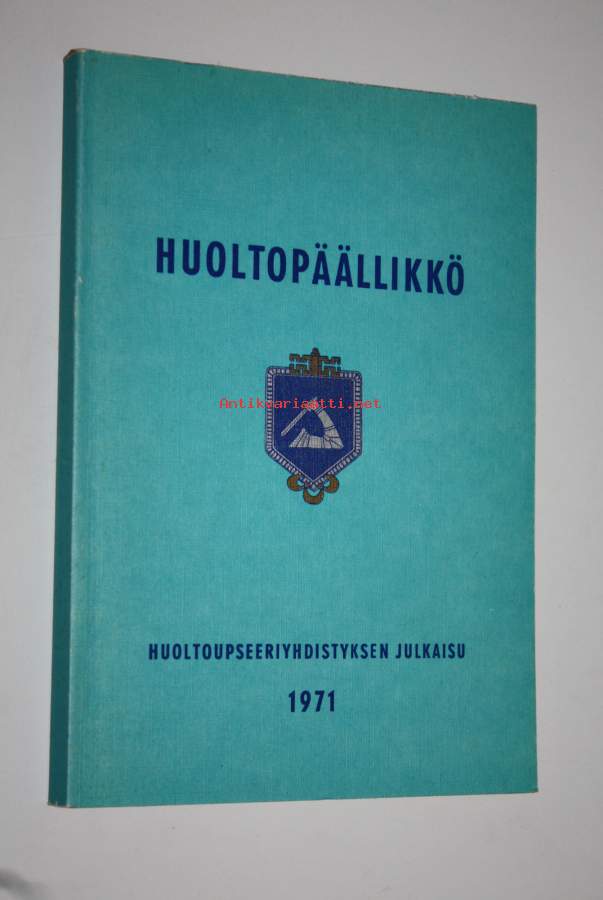 HUOLTOPÄÄLLIKKÖ
Antikvariaatti.net
HUOLTOUPSEERIYHDISTYKSEN JULKAISU
1971